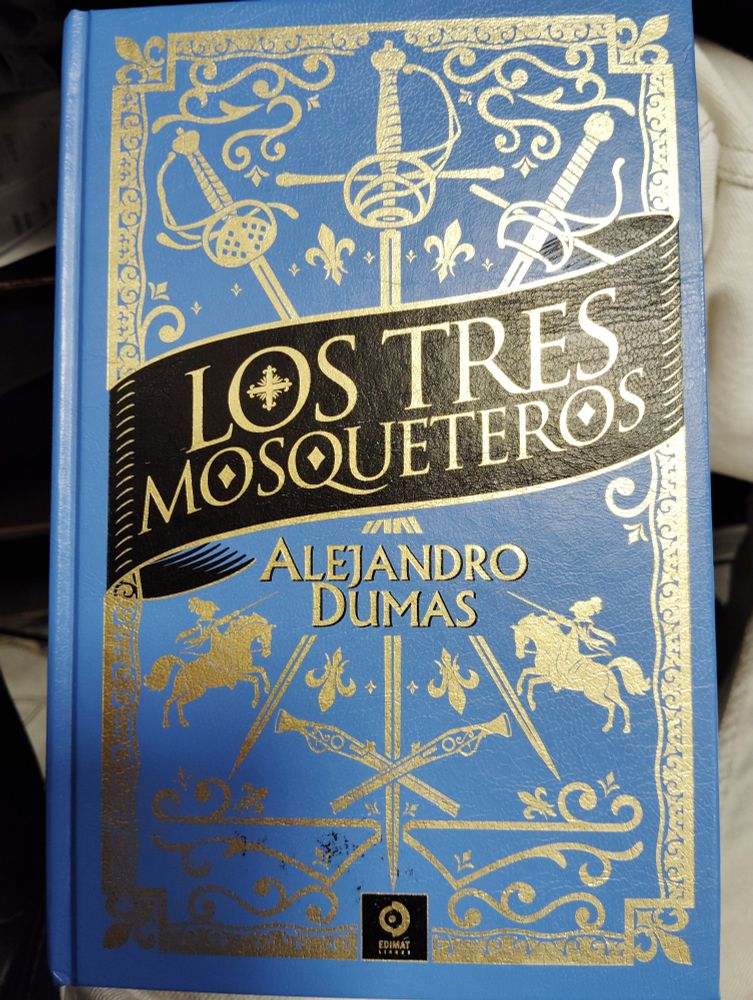 LOS TRES
MOSQUETEROS
ALEJANDRO
DUMAS
EDIMAT
LIBROS